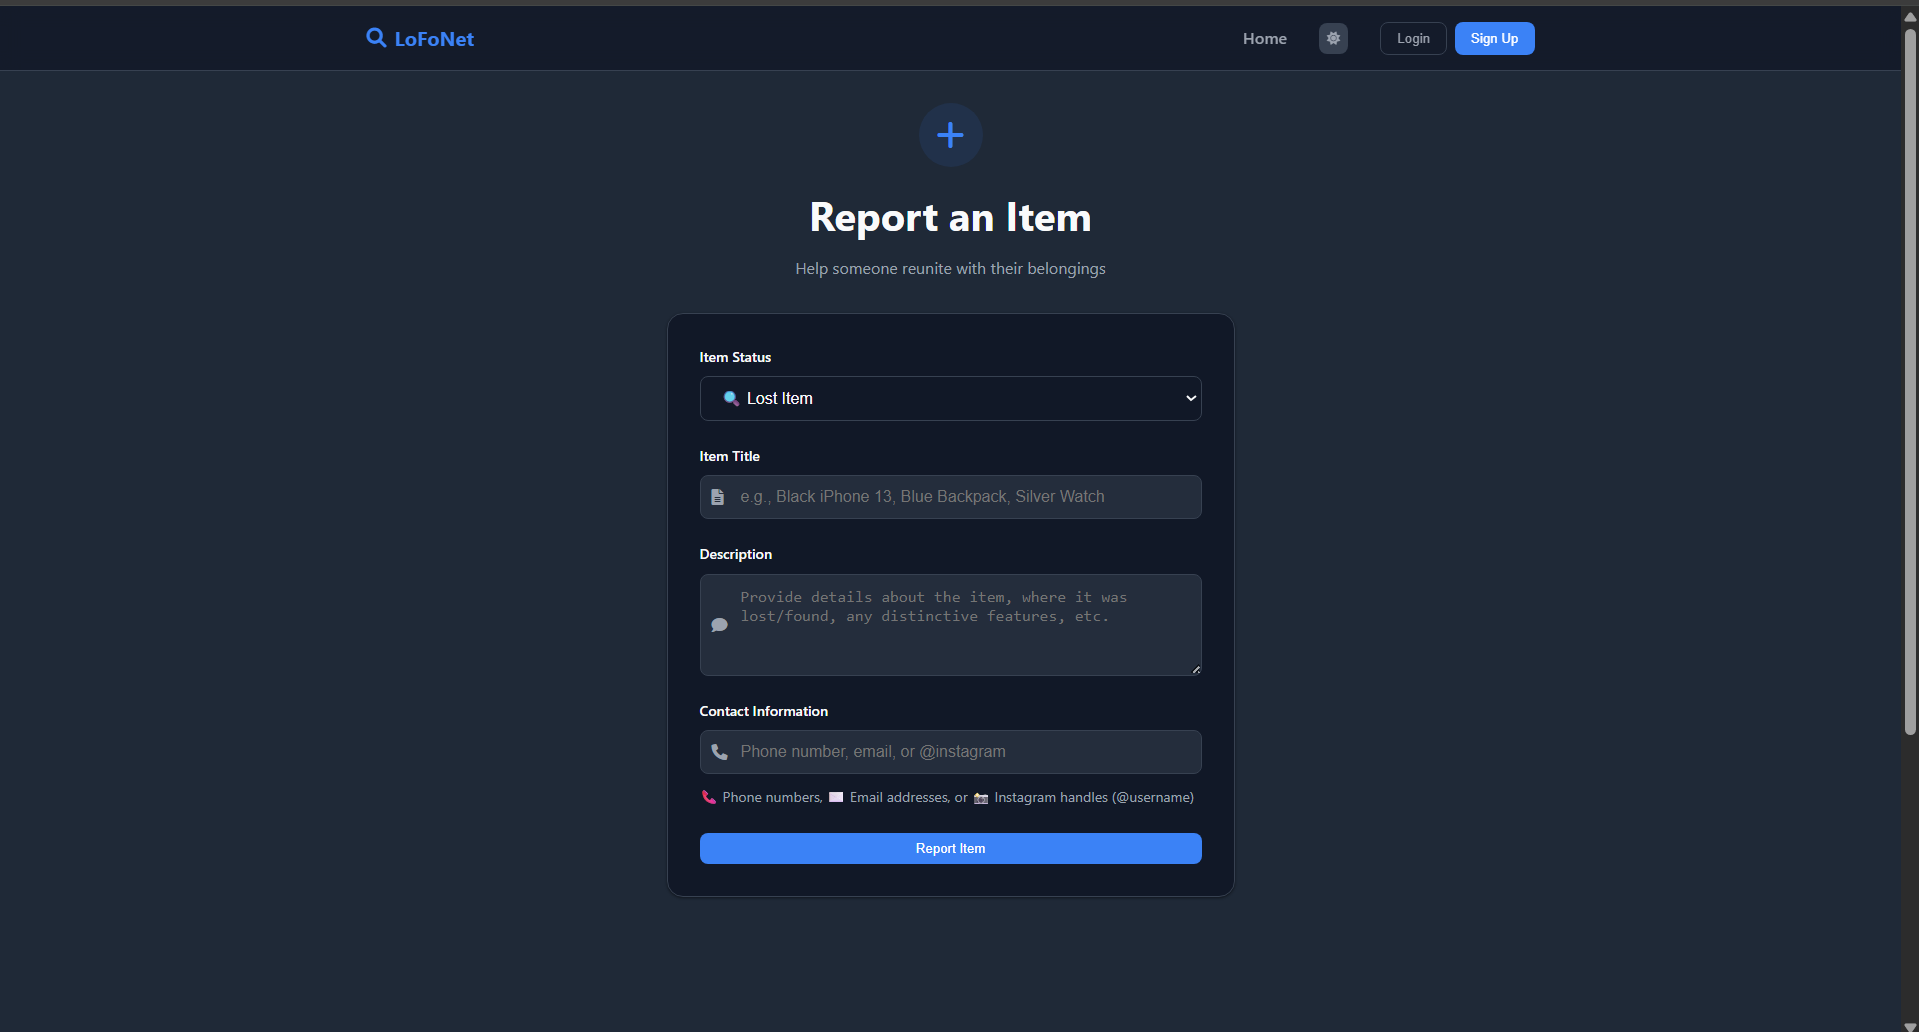 LoFoNet
Home
Login
Sign Up
Report an Item
Help someone reunite with their belongings
Item Status
🔍 Lost Item
Item Title
e.g., Black iPhone 13, Blue Backpack, Silver Watch
Description
Provide details about the item, where it was
lost/found, any distinctive features, etc.
Contact Information
Phone number, email, or @instagram
📞 Phone numbers, 📧 Email addresses, or 📸 Instagram handles (@username)
Report Item